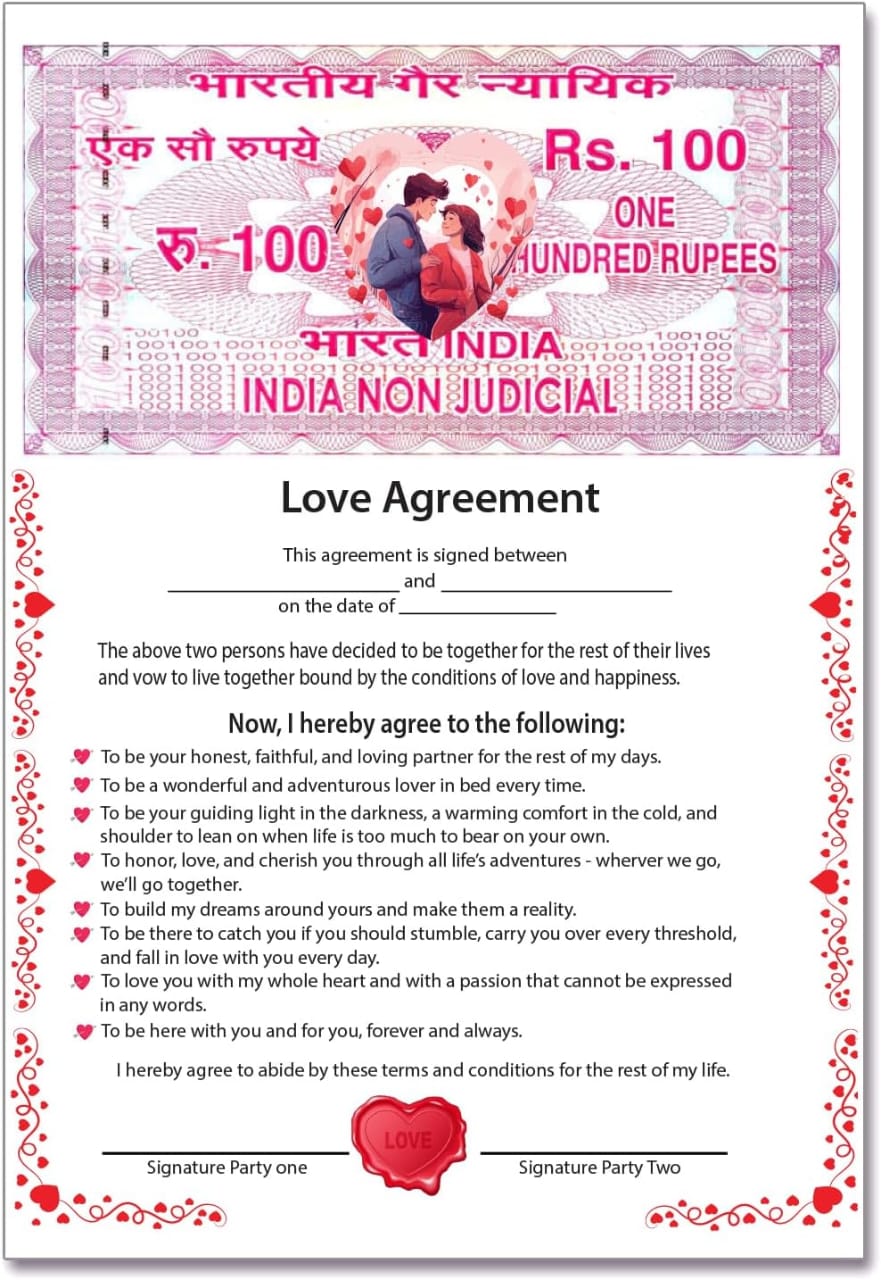 भारतीय गैर न्यायिक
एक सौ रुपये
Rs. 100
रु. 100
ONE
HUNDRED RUPEES
भारत INDIA
INDIA NON JUDICIAL
Love Agreement
This agreement is signed between
____________ and ____________
on the date of ____________
The above two persons have decided to be together for the rest of their lives
and vow to live together bound by the conditions of love and happiness.
Now, I hereby agree to the following:
To be your honest, faithful, and loving partner for the rest of my days.
To be a wonderful and adventurous lover in bed every time.
To be your guiding light in the darkness, a warming comfort in the cold, and
shoulder to lean on when life is too much to bear on your own.
To honor, love, and cherish you through all life's adventures - wherver we go,
we'll go together.
To build my dreams around yours and make them a reality.
To be there to catch you if you should stumble, carry you over every threshold,
and fall in love with you every day.
To love you with my whole heart and with a passion that cannot be expressed
in any words.
To be here with you and for you, forever and always.
I hereby agree to abide by these terms and conditions for the rest of my life.
LOVE
Signature Party one
Signature Party Two